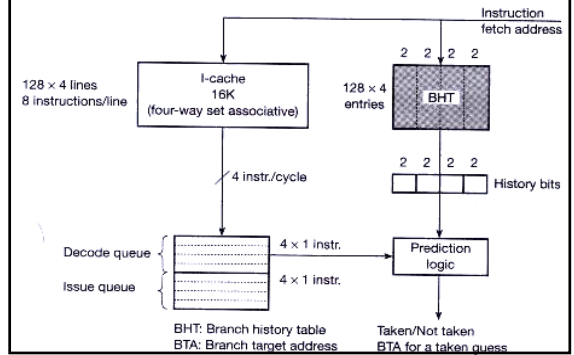 Instruction
fetch address
2 2 2 2
I-cache
16K
(four-way set associative)
128 × 4 lines
8 instructions/line
128 × 4
entries
BHT
4 instr./cycle
2 2 2 2
History bits
Decode queue
4 × 1 instr.
Prediction
logic
Issue queue
4 × 1 instr.
BHT: Branch history table
BTA: Branch target address
Taken/Not taken
BTA for a taken guess